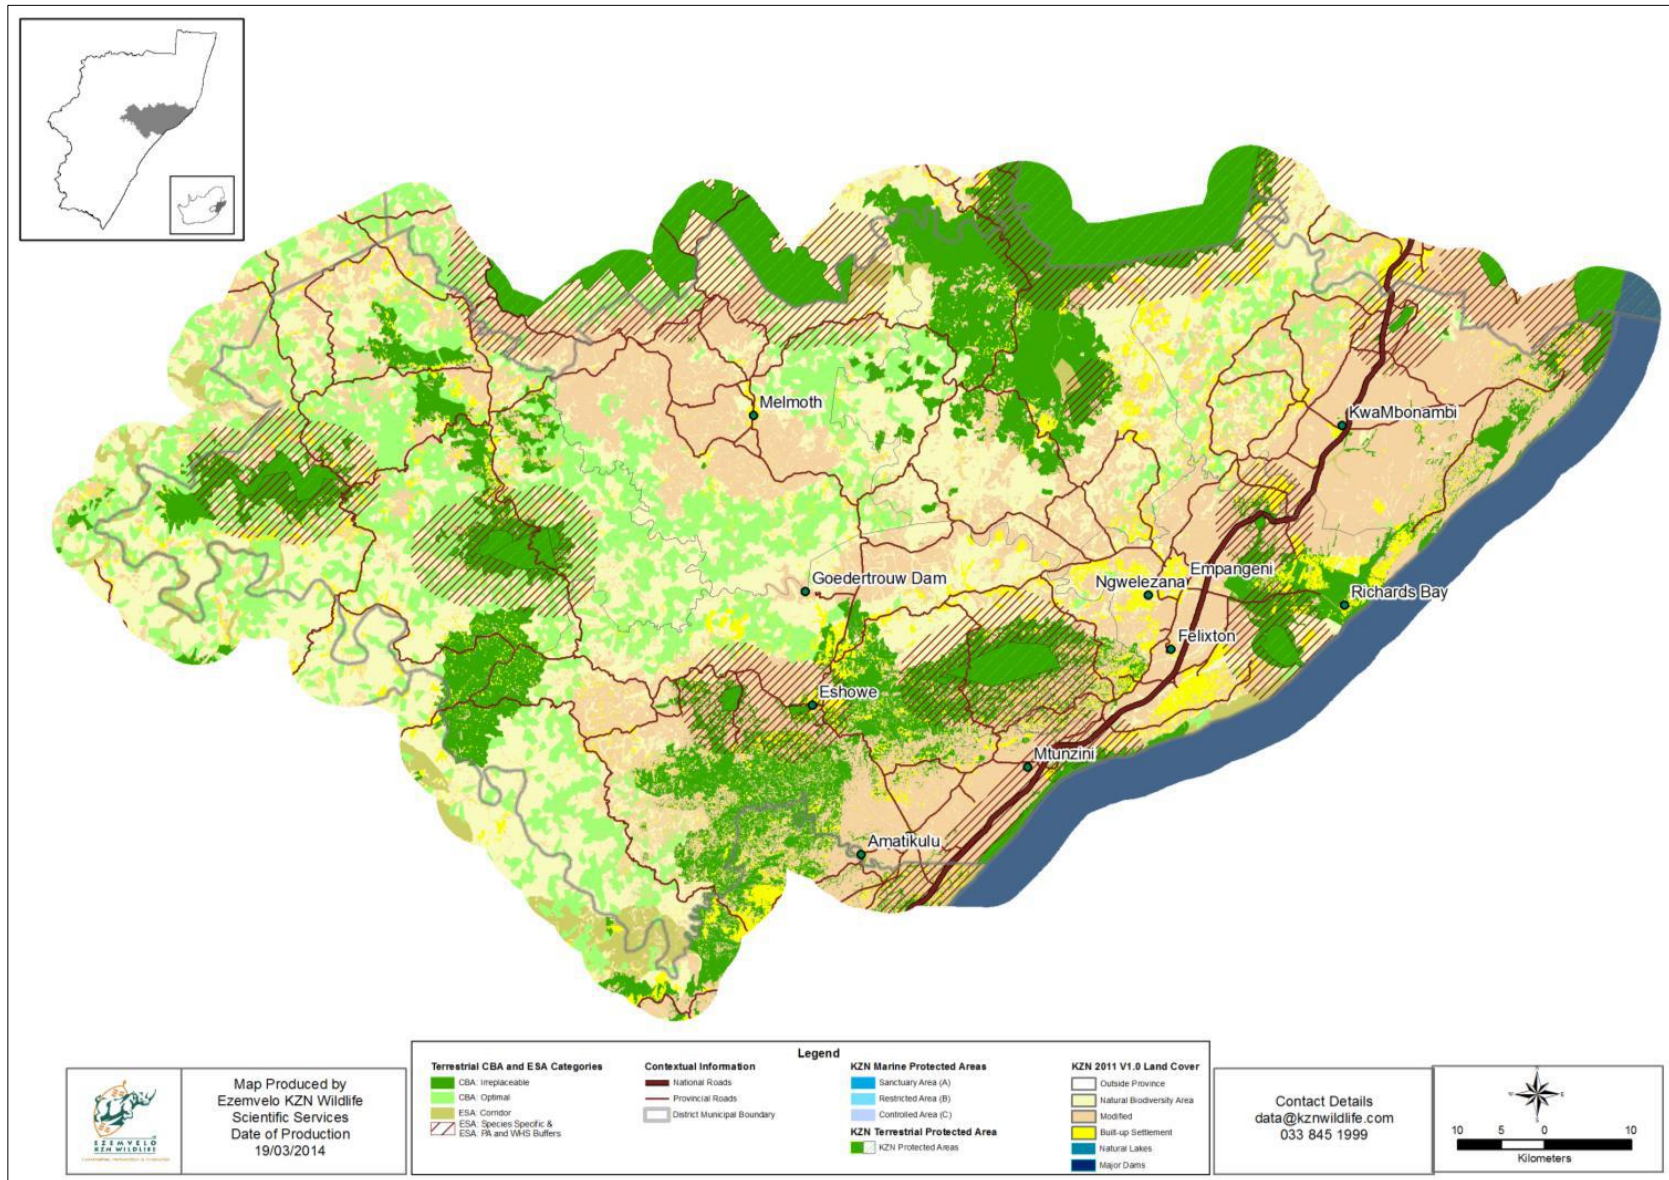 Melmoth
KwaMbonambi
Goedertrouw Dam
Ngwelezana
Empangeni
Richards Bay
Felixton
Eshowe
Mtunzini
Amatikulu
EZEMVELO
KZN WILDLIFE
Map Produced by
Ezemvelo KZN Wildlife
Scientific Services
Date of Production
19/03/2014
Legend
Terrestrial CBA and ESA Categories
CBA: Irreplaceable
CBA: Optimal
ESA: Corridor
ESA: Species Specific &
ESA: PA and WHS Buffers
Contextual Information
National Roads
Provincial Roads
District Municipal Boundary
KZN Marine Protected Areas
Sanctuary Area (A)
Restricted Area (B)
Controlled Area (C)
KZN Terrestrial Protected Area
KZN Protected Areas
KZN 2011 V1.0 Land Cover
Outside Province
Natural Biodiversity Area
Modified
Built-up Settlement
Natural Lakes
Major Dams
Contact Details
data@kznwildlife.com
033 845 1999
10 5 0 10
Kilometers